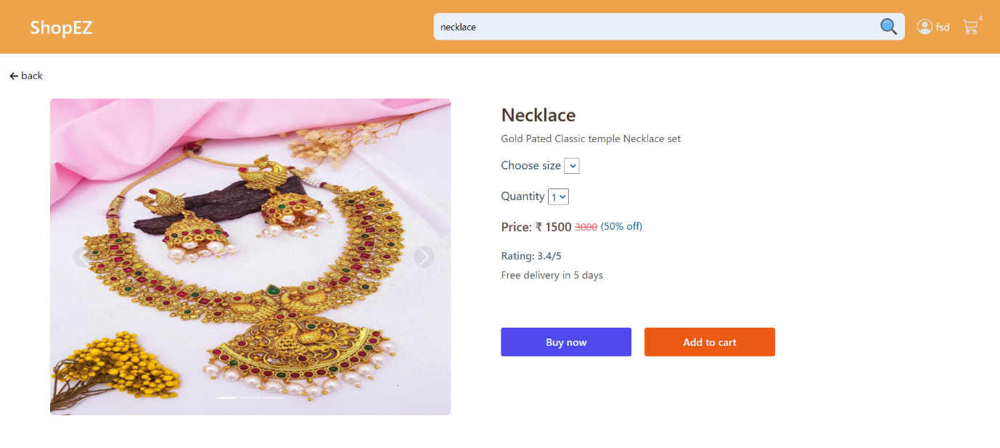 ShopEZ
necklace
fsd
4
← back
Necklace
Gold Pated Classic temple Necklace set
Choose size
Quantity 1
Price: ₹ 1500 3000 (50% off)
Rating: 3.4/5
Free delivery in 5 days
Buy now
Add to cart